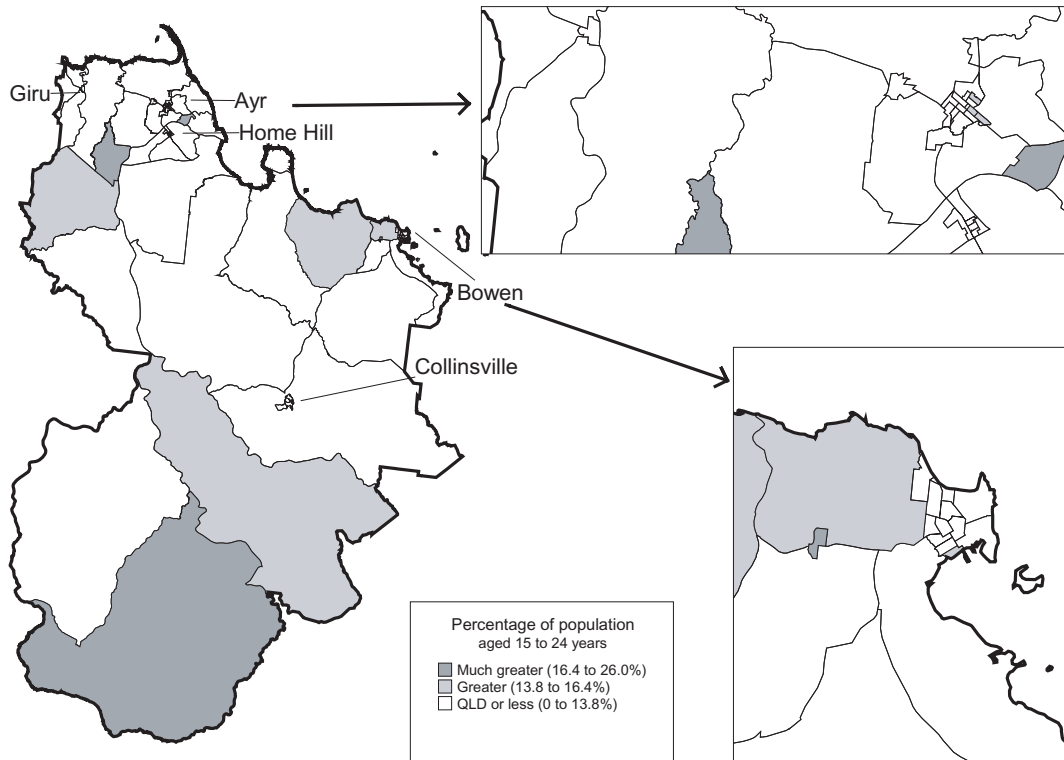 Giru
Ayr
Home Hill
Bowen
Collinsville
Percentage of population
aged 15 to 24 years
Much greater (16.4 to 26.0%)
Greater (13.8 to 16.4%)
QLD or less (0 to 13.8%)